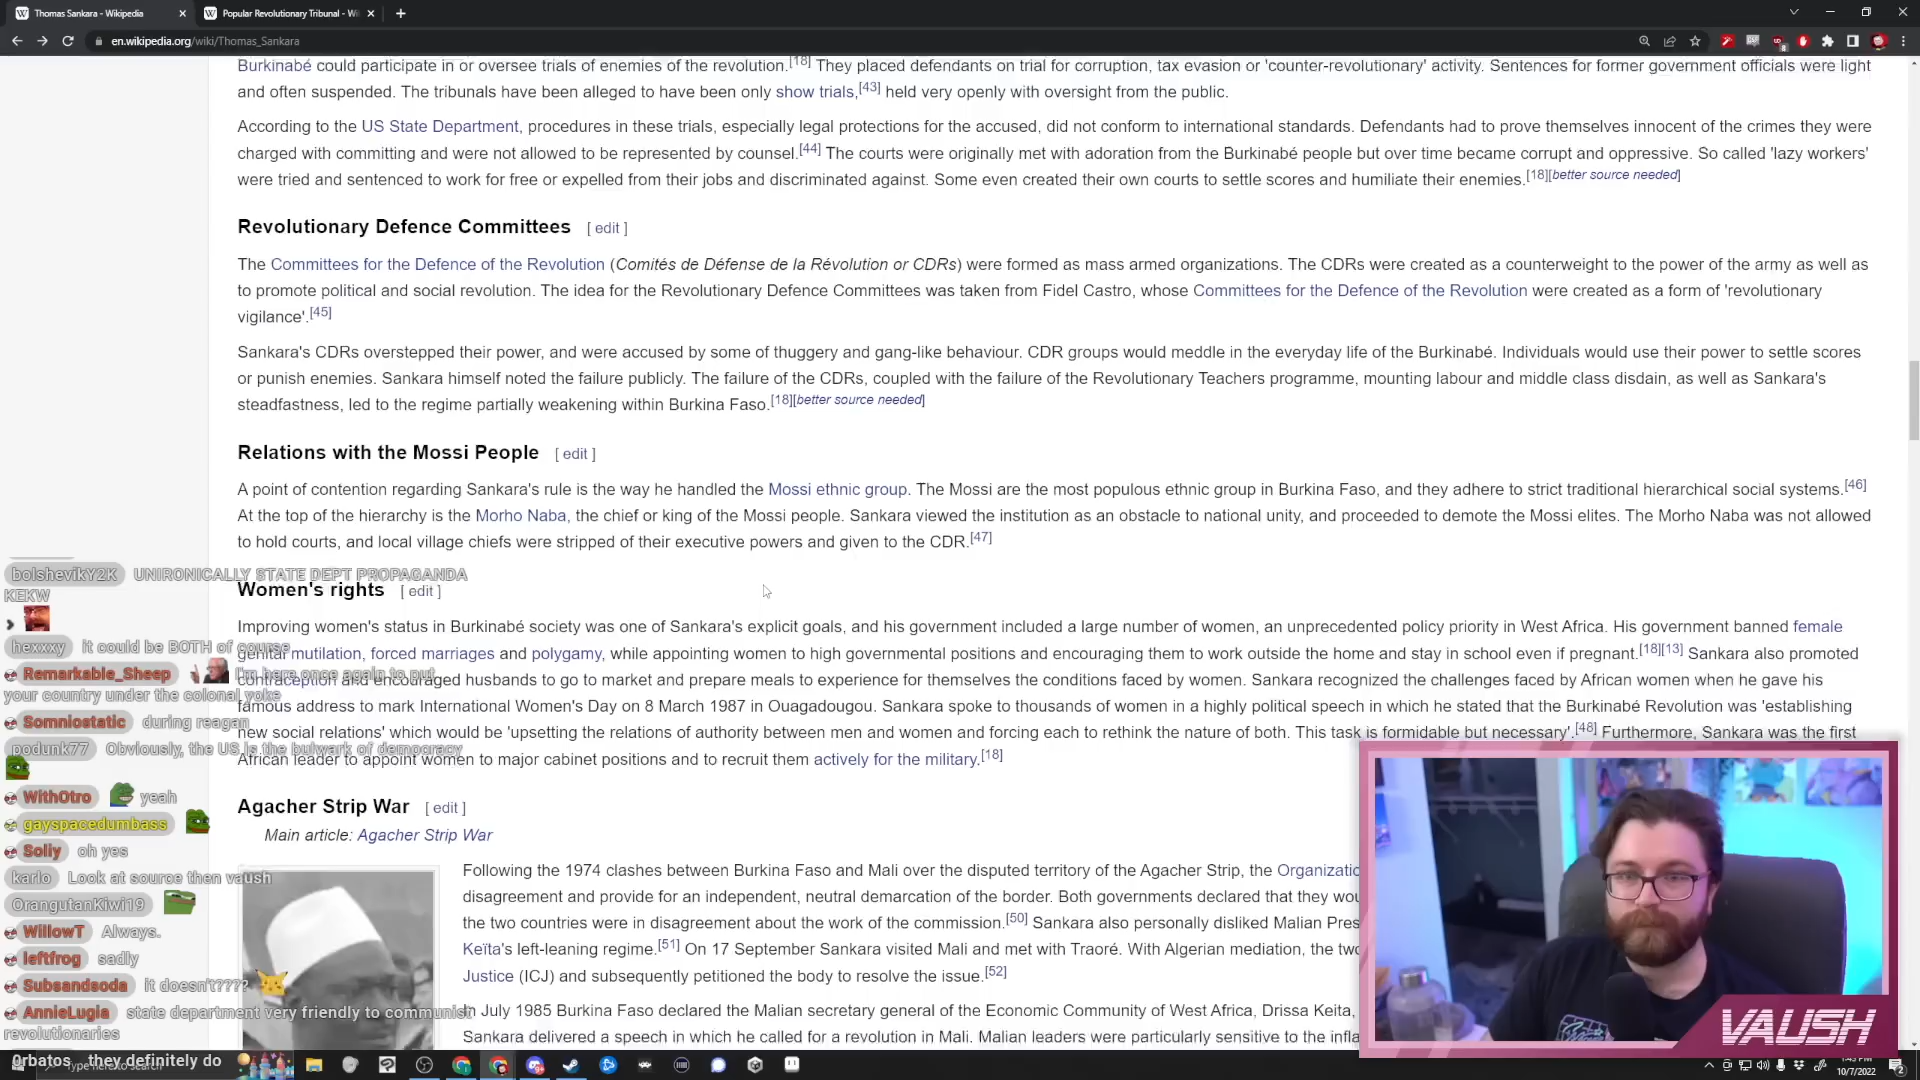 Thomas Sankara - Wikipedia
Popular Revolutionary Tribunal - Wi
en.wikipedia.org/wiki/Thomas_Sankara
Burkinabé could participate in or oversee trials of enemies of the revolution.[18] They placed defendants on trial for corruption, tax evasion or 'counter-revolutionary' activity. Sentences for former government officials were light
and often suspended. The tribunals have been alleged to have been only show trials,[43] held very openly with oversight from the public.
According to the US State Department, procedures in these trials, especially legal protections for the accused, did not conform to international standards. Defendants had to prove themselves innocent of the crimes they were
charged with committing and were not allowed to be represented by counsel.[44] The courts were originally met with adoration from the Burkinabé people but over time became corrupt and oppressive. So called 'lazy workers'
were tried and sentenced to work for free or expelled from their jobs and discriminated against. Some even created their own courts to settle scores and humiliate their enemies.[18][better source needed]
Revolutionary Defence Committees [ edit ]
The Committees for the Defence of the Revolution (Comités de Défense de la Révolution or CDRs) were formed as mass armed organizations. The CDRs were created as a counterweight to the power of the army as well as
to promote political and social revolution. The idea for the Revolutionary Defence Committees was taken from Fidel Castro, whose Committees for the Defence of the Revolution were created as a form of 'revolutionary
vigilance'.[45]
Sankara's CDRs overstepped their power, and were accused by some of thuggery and gang-like behaviour. CDR groups would meddle in the everyday life of the Burkinabé. Individuals would use their power to settle scores
or punish enemies. Sankara himself noted the failure publicly. The failure of the CDRs, coupled with the failure of the Revolutionary Teachers programme, mounting labour and middle class disdain, as well as Sankara's
steadfastness, led to the regime partially weakening within Burkina Faso.[18][better source needed]
Relations with the Mossi People [ edit ]
A point of contention regarding Sankara's rule is the way he handled the Mossi ethnic group. The Mossi are the most populous ethnic group in Burkina Faso, and they adhere to strict traditional hierarchical social systems.[46]
At the top of the hierarchy is the Morho Naba, the chief or king of the Mossi people. Sankara viewed the institution as an obstacle to national unity, and proceeded to demote the Mossi elites. The Morho Naba was not allowed
to hold courts, and local village chiefs were stripped of their executive powers and given to the CDR.[47]
Women's rights [ edit ]
Improving women's status in Burkinabé society was one of Sankara's explicit goals, and his government included a large number of women, an unprecedented policy priority in West Africa. His government banned female
genital mutilation, forced marriages and polygamy, while appointing women to high governmental positions and encouraging them to work outside the home and stay in school even if pregnant.[18][13] Sankara also promoted
contraception and encouraged husbands to go to market and prepare meals to experience for themselves the conditions faced by women. Sankara recognized the challenges faced by African women when he gave his
famous address to mark International Women's Day on 8 March 1987 in Ouagadougou. Sankara spoke to thousands of women in a highly political speech in which he stated that the Burkinabé Revolution was 'establishing
new social relations' which would be 'upsetting the relations of authority between men and women and forcing each to rethink the nature of both. This task is formidable but necessary'.[48] Furthermore, Sankara was the first
African leader to appoint women to major cabinet positions and to recruit them actively for the military.[18]
Agacher Strip War [ edit ]
Main article: Agacher Strip War
Following the 1974 clashes between Burkina Faso and Mali over the disputed territory of the Agacher Strip, the Organizatio
disagreement and provide for an independent, neutral demarcation of the border. Both governments declared that they wou
the two countries were in disagreement about the work of the commission.[50] Sankara also personally disliked Malian Pres
Keïta's left-leaning regime.[51] On 17 September Sankara visited Mali and met with Traoré. With Algerian mediation, the tw
Justice (ICJ) and subsequently petitioned the body to resolve the issue.[52]
In July 1985 Burkina Faso declared the Malian secretary general of the Economic Community of West Africa, Drissa Keita,
Sankara delivered a speech in which he called for a revolution in Mali. Malian leaders were particularly sensitive to the infla
bolshevikY2K UNIRONICALLY STATE DEPT PROPAGANDA
KEKW
hexxxy it could be BOTH of course
Remarkable_Sheep I'm here once again to put
your country under the colonal yoke
Somniostatic during reagan
podunk77 Obviously, the US is the bulwark of democracy
WithOtro yeah
gayspacedumbass
Soliy oh yes
karlo Look at source then vaush
OrangutanKiwi19
WillowT Always.
leftfrog sadly
Subsandsoda it doesn't????
AnnieLugia state department very friendly to communist
revolutionaries
Orbatos they definitely do
Type here to search
VAUSH
1:43 PM
10/7/2022